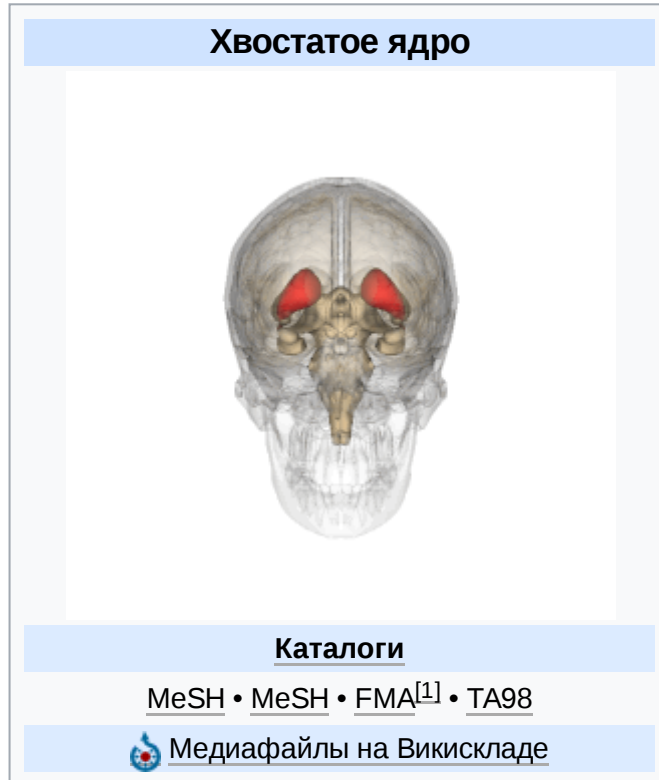 Хвостатое ядро
Каталоги
MeSH • MeSH • FMA[1] • TA98
Медиафайлы на Викискладе